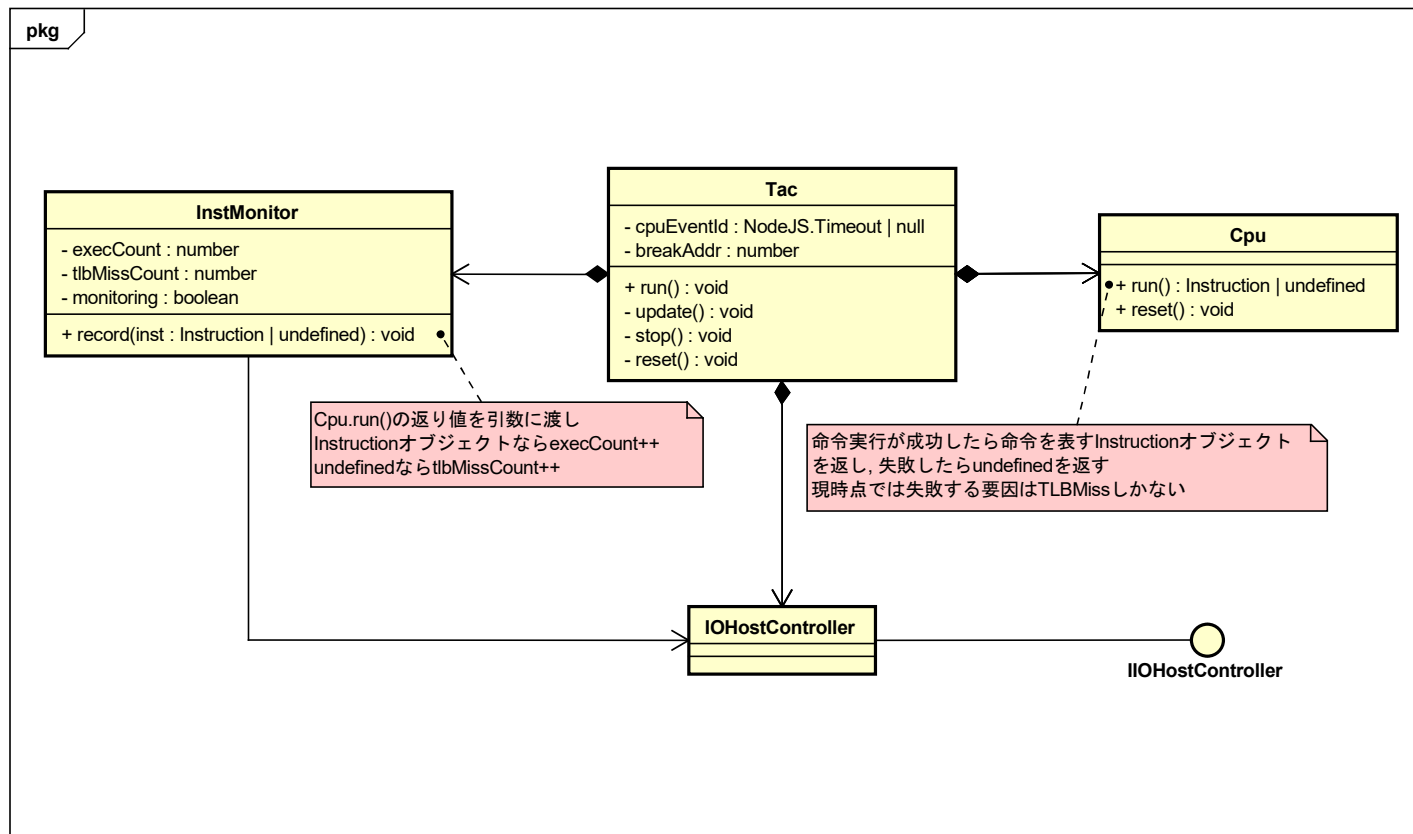 pkg
InstMonitor
- execCount : number
- tlbMissCount : number
- monitoring : boolean
+ record(inst : Instruction | undefined) : void
Tac
- cpuEventId : NodeJS.Timeout | null
- breakAddr : number
+ run() : void
- update() : void
- stop() : void
- reset() : void
Cpu
+ run() : Instruction | undefined
+ reset() : void
Cpu.run()の返り値を引数に渡し
Instructionオブジェクトなら​execCount++
undefinedならtlbMissCount++
命令実行が成功したら命令を表すInstructionオブジェクト
を返し, 失敗したらundefinedを返す
現時点では失敗する要因はTLBMissしかない
IOHostController
IIOHostController